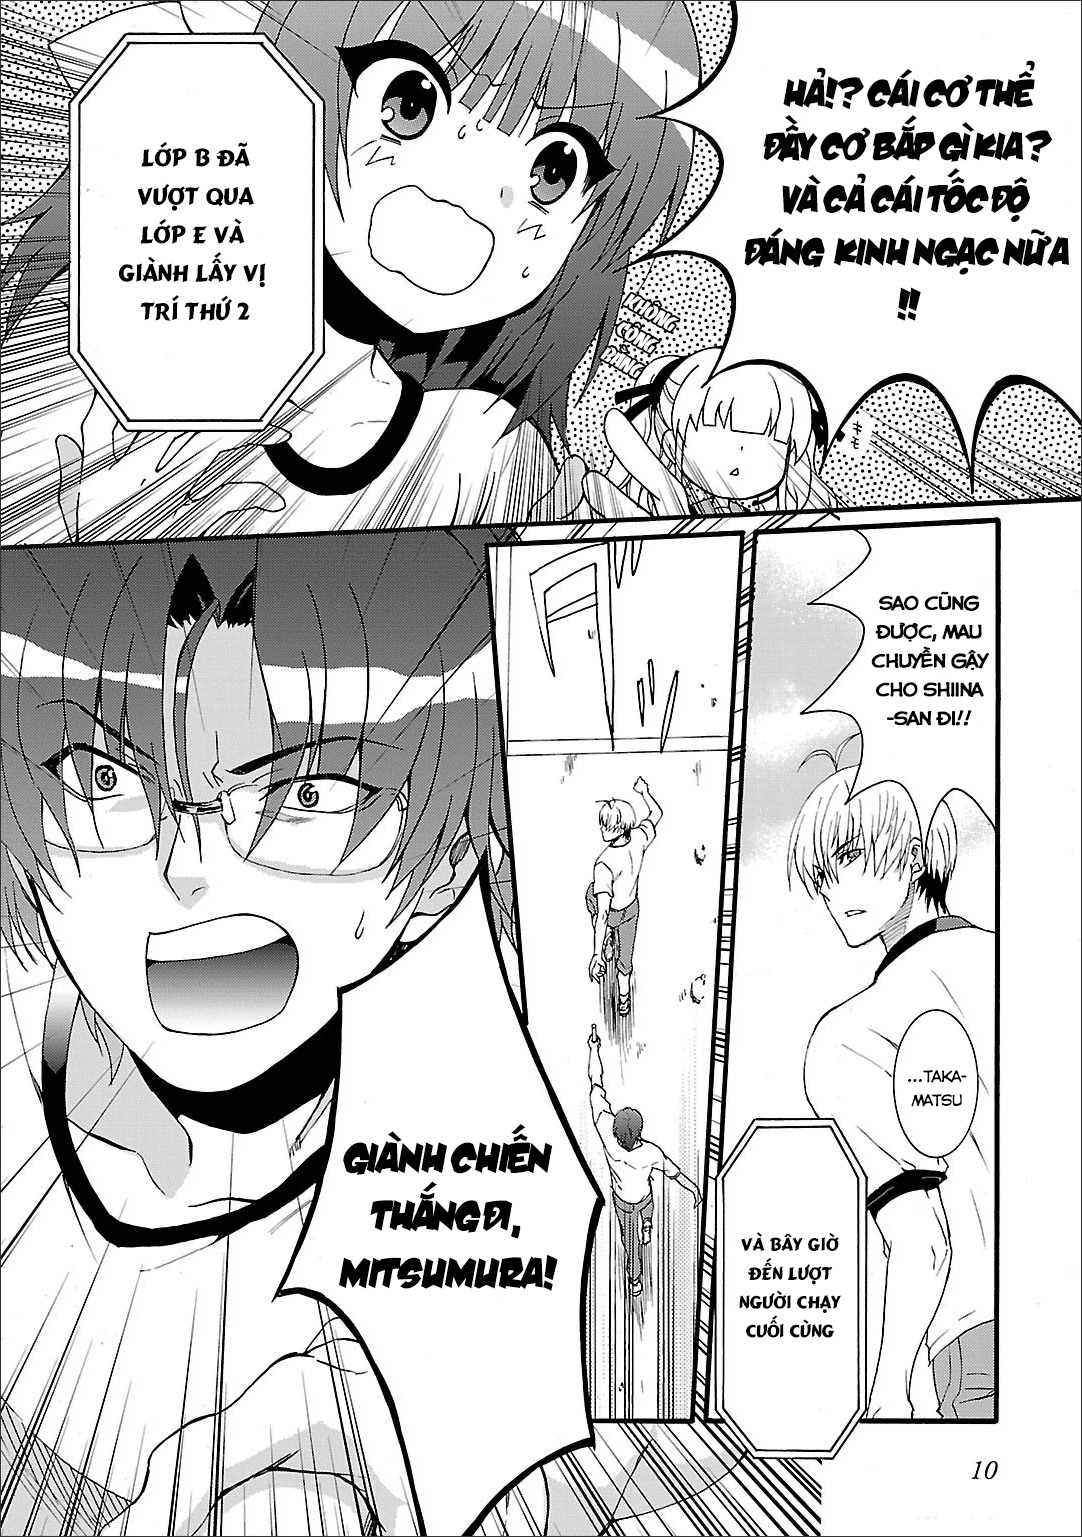 HẢ!? CÁI CƠ THỂ
ĐẦY CƠ BẮP GÌ KIA?
VÀ CẢ CÁI TỐC ĐỘ
ĐÁNG KINH NGẠC NỮA
!!
KHÔNG
CÔNG
BẰNG
キモ
LỚP B ĐÃ
VƯỢT QUA
LỚP E VÀ
GIÀNH LẤY VỊ
TRÍ THỨ 2
SAO CŨNG
ĐƯỢC, MAU
CHUYỀN GẬY
CHO SHIINA
-SAN ĐI!!
...TAKA-
MATSU
VÀ BÂY GIỜ
ĐẾN LƯỢT
NGƯỜI CHẠY
CUỐI CÙNG
GIÀNH CHIẾN
THẮNG ĐI,
MITSUMURA!
10